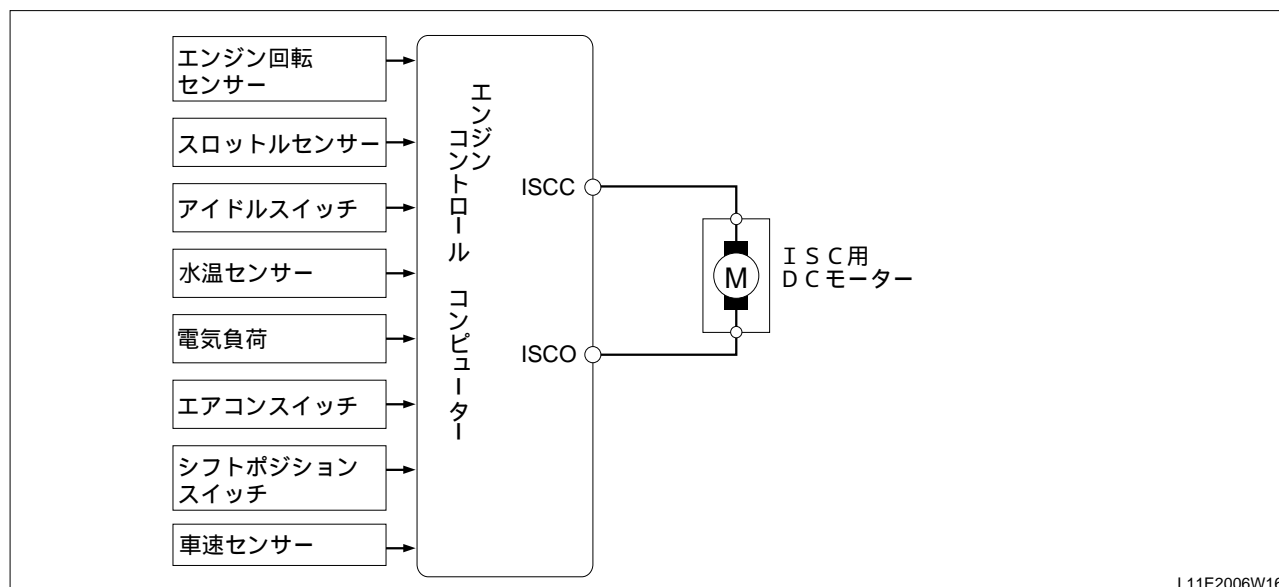 エンジン回転
センサー
スロットルセンサー
アイドルスイッチ
水温センサー
電気負荷
エアコンスイッチ
シフトポジション
スイッチ
車速センサー
エンジン
コントロール コンピューター
ISCC
ISCO
M
ＩＳＣ用
ＤＣモーター
L11E2006W16